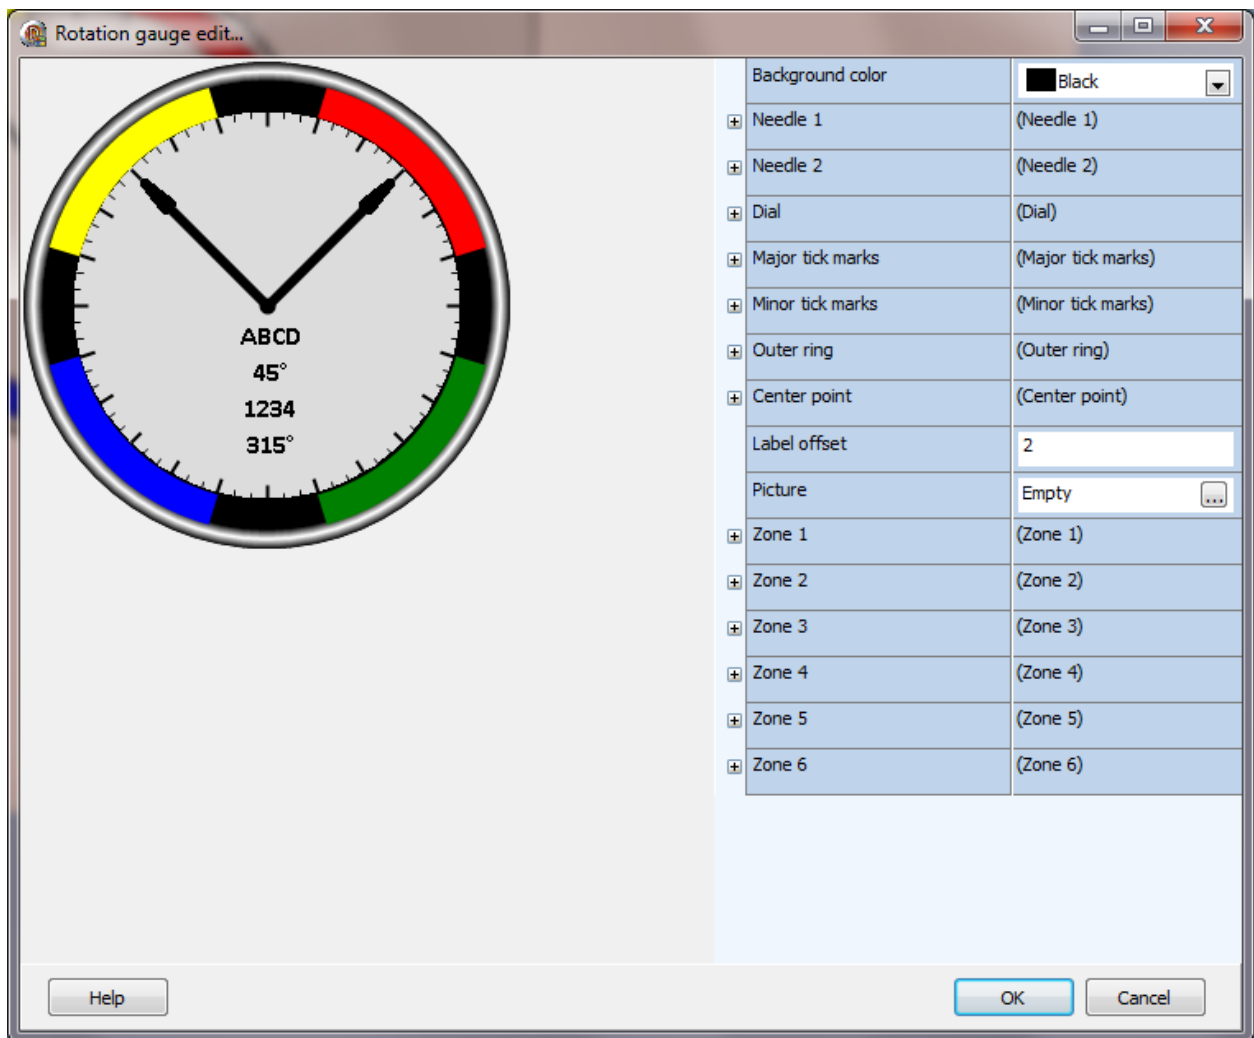 Rotation gauge edit...
ABCD
45°
1234
315°
Background color Black
Needle 1 (Needle 1)
Needle 2 (Needle 2)
Dial (Dial)
Major tick marks (Major tick marks)
Minor tick marks (Minor tick marks)
Outer ring (Outer ring)
Center point (Center point)
Label offset 2
Picture Empty ...
Zone 1 (Zone 1)
Zone 2 (Zone 2)
Zone 3 (Zone 3)
Zone 4 (Zone 4)
Zone 5 (Zone 5)
Zone 6 (Zone 6)
Help OK Cancel